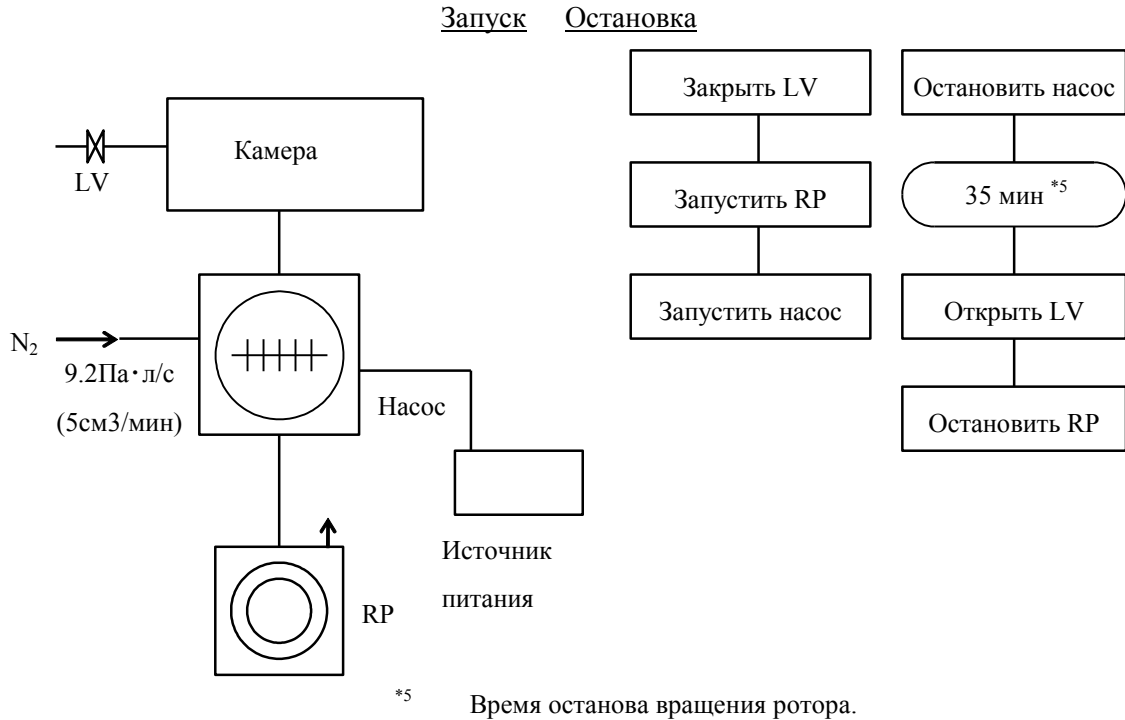 Запуск Остановка
Закрыть LV
Остановить насос
Камера
LV
Запустить RP
35 мин *5
Запустить насос
Открыть LV
N2
9.2Па·л/с
(5см3/мин)
Насос
Остановить RP
Источник
питания
RP
*5 Время останова вращения ротора.